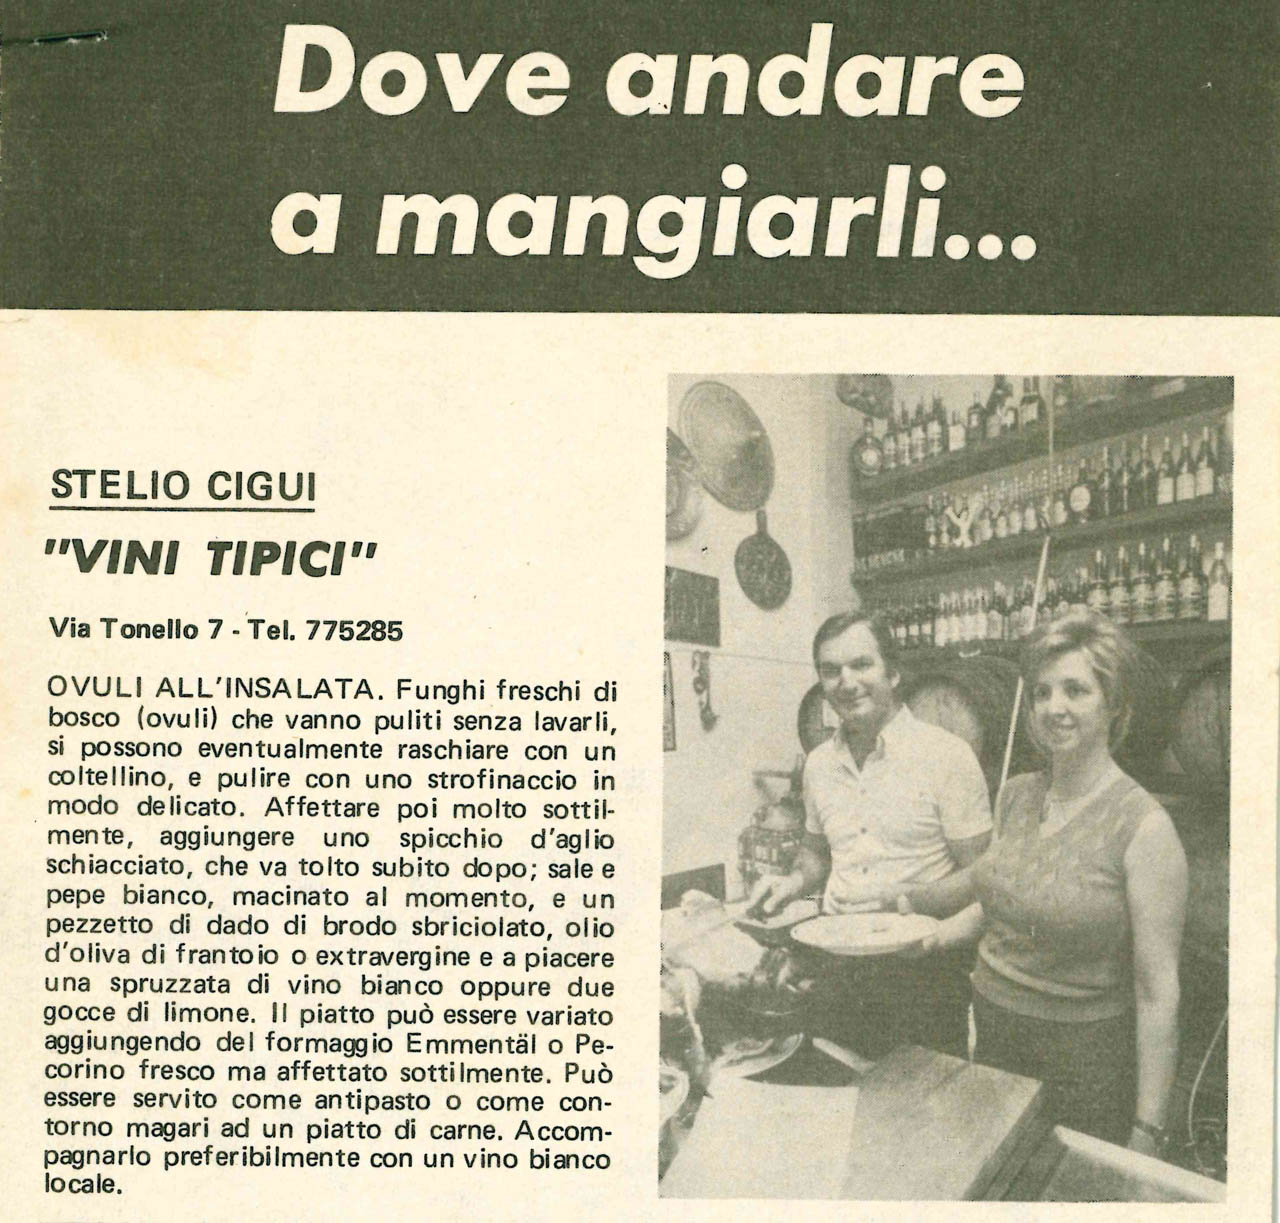 Dove andare
a mangiarli...
STELIO CIGUI
"VINI TIPICI"
Via Tonello 7 - Tel. 775285
OVULI ALL'INSALATA. Funghi freschi di
bosco (ovuli) che vanno puliti senza lavarli,
si possono eventualmente raschiare con un
coltellino, e pulire con uno strofinaccio in
modo delicato. Affettare poi molto sottil-
mente, aggiungere uno spicchio d'aglio
schiacciato, che va tolto subito dopo; sale e
pepe bianco, macinato al momento, e un
pezzetto di dado di brodo sbriciolato, olio
d'oliva di frantoio o extravergine e a piacere
una spruzzata di vino bianco oppure due
gocce di limone. Il piatto può essere variato
aggiungendo del formaggio Emmentäl o Pe-
corino fresco ma affettato sottilmente. Può
essere servito come antipasto o come con-
torno magari ad un piatto di carne. Accom-
pagnarlo preferibilmente con un vino bianco
locale.